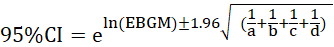 95%CI = e^{ln(EBGM)±1.96√(1/a+1/b+1/c+1/d)}